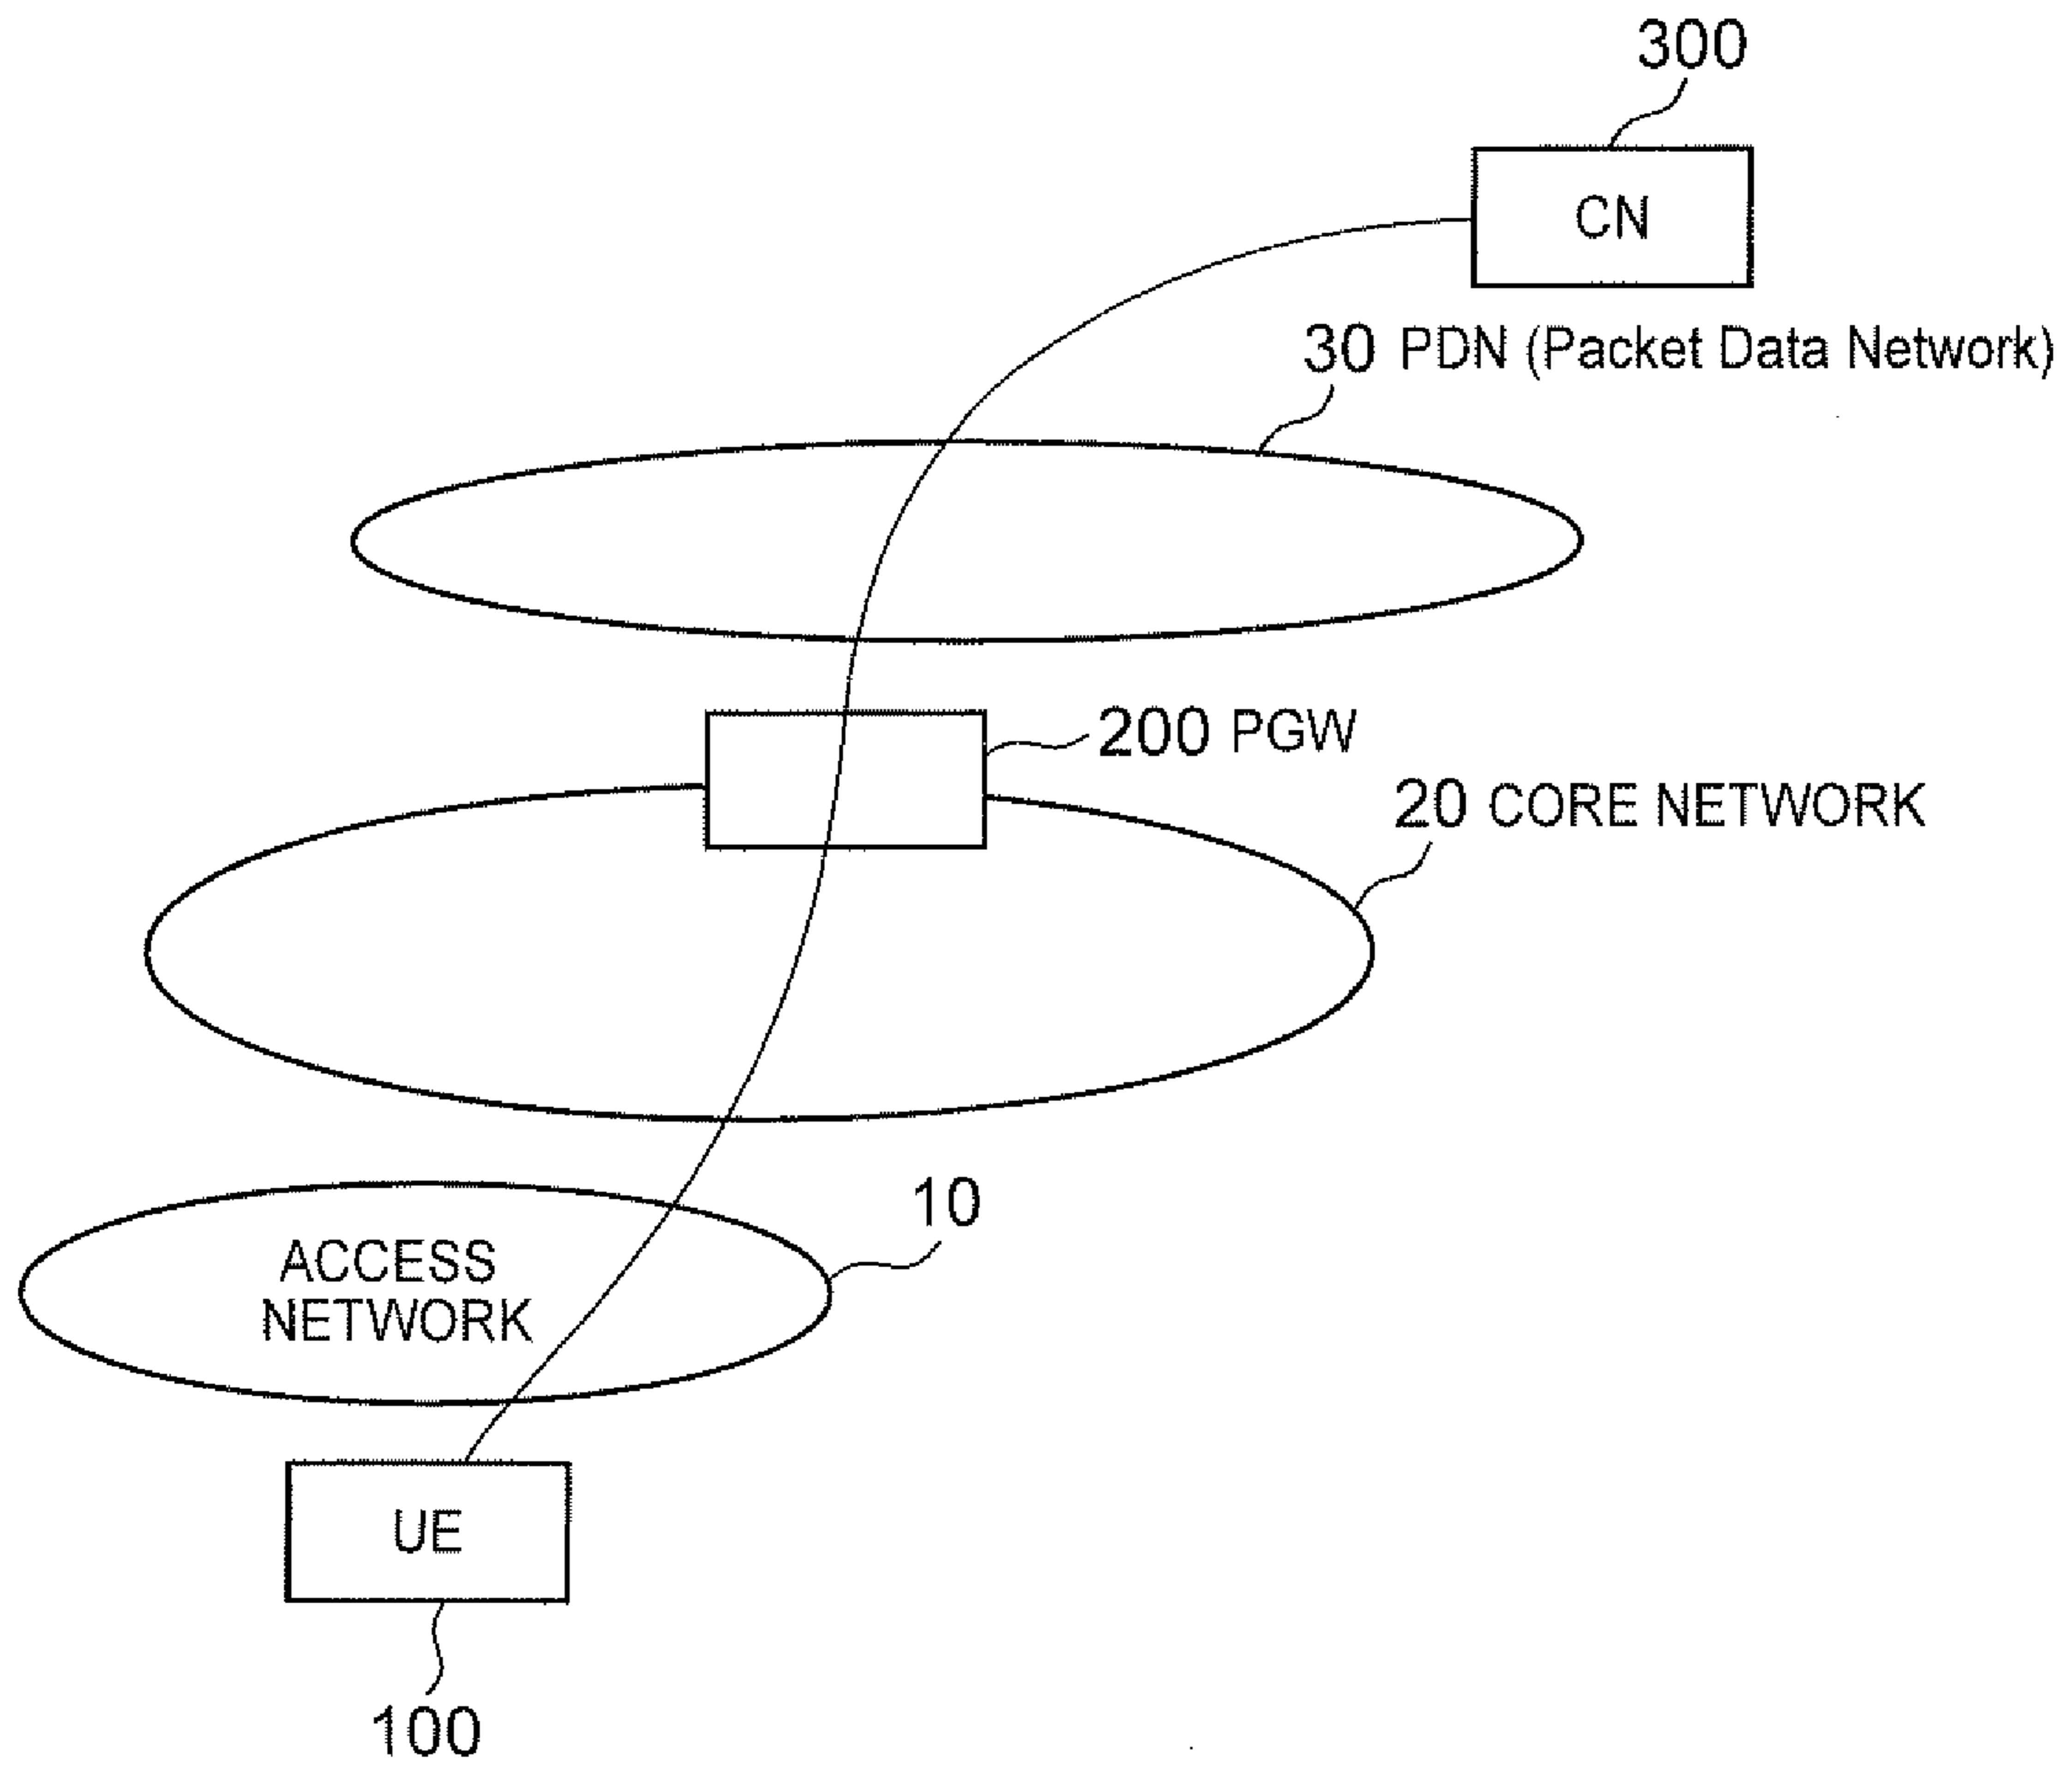 300
CN
30 PDN (Packet Data Network)
200 PGW
20 CORE NETWORK
10
ACCESS
NETWORK
UE
100